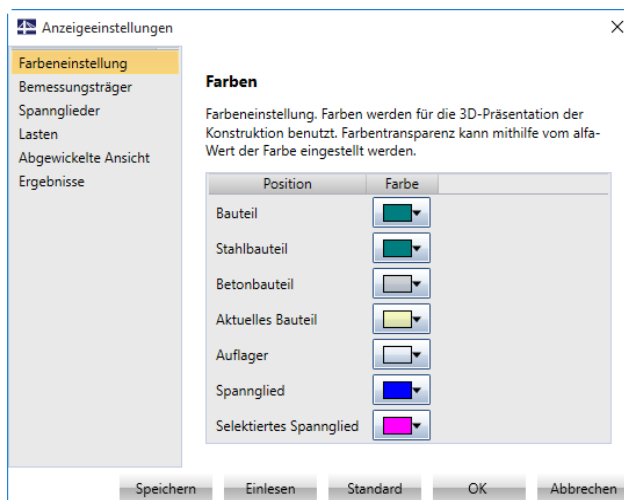 Anzeigeeinstellungen
Farbeneinstellung
Bemessungsträger
Spannglieder
Lasten
Abgewickelte Ansicht
Ergebnisse
Farben
Farbeneinstellung. Farben werden für die 3D-Präsentation der
Konstruktion benutzt. Farbentransparenz kann mithilfe vom alfa-
Wert der Farbe eingestellt werden.
Position Farbe
Bauteil
Stahlbauteil
Betonbauteil
Aktuelles Bauteil
Auflager
Spannglied
Selektiertes Spannglied
Speichern Einlesen Standard OK Abbrechen